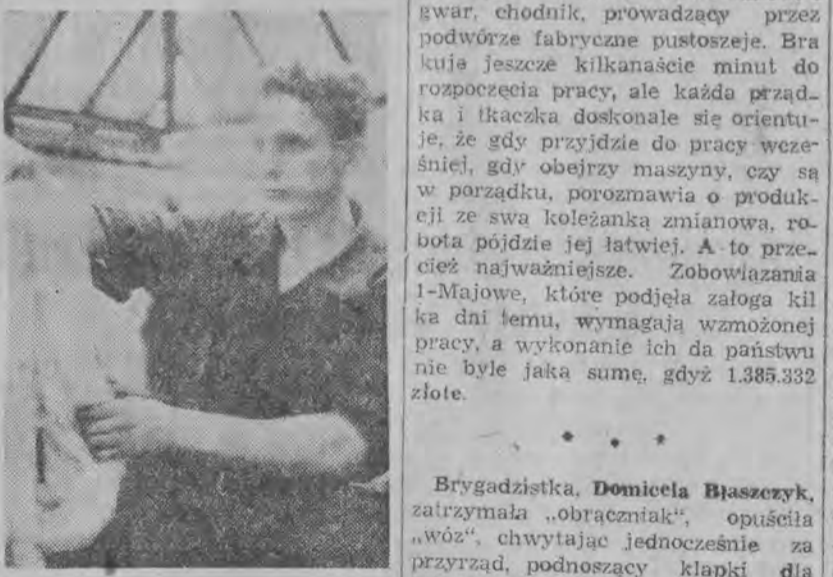 gwar, chodnik, prowadzący przez
podwórze fabryczne pustoszeje. Bra
kuje jeszcze kilkanaście minut do
rozpoczęcia pracy, ale każda prząd-
ka i tkaczka doskonale się orientu-
je, że gdy przyjdzie do pracy wcze-
śniej, gdy obejrzy maszyny, czy są
w porządku, porozmawia o produk-
cji ze swą koleżanką zmianową, ro-
bota pójdzie jej łatwiej. A to prze-
cież najważniejsze. Zobowiązania
1-Majowe, które podjęła załoga kil
ka dni temu, wymagają wzmożonej
pracy, a wykonanie ich da państwu
nie byle jaką sumę, gdyż 1.385.332
złote.
* * *
Brygadzistka, Domicela Błaszczyk,
zatrzymała „obrączniak“, opuściła
„wóz“, chwytając jednocześnie za
przyrząd, podnoszący klapki dla